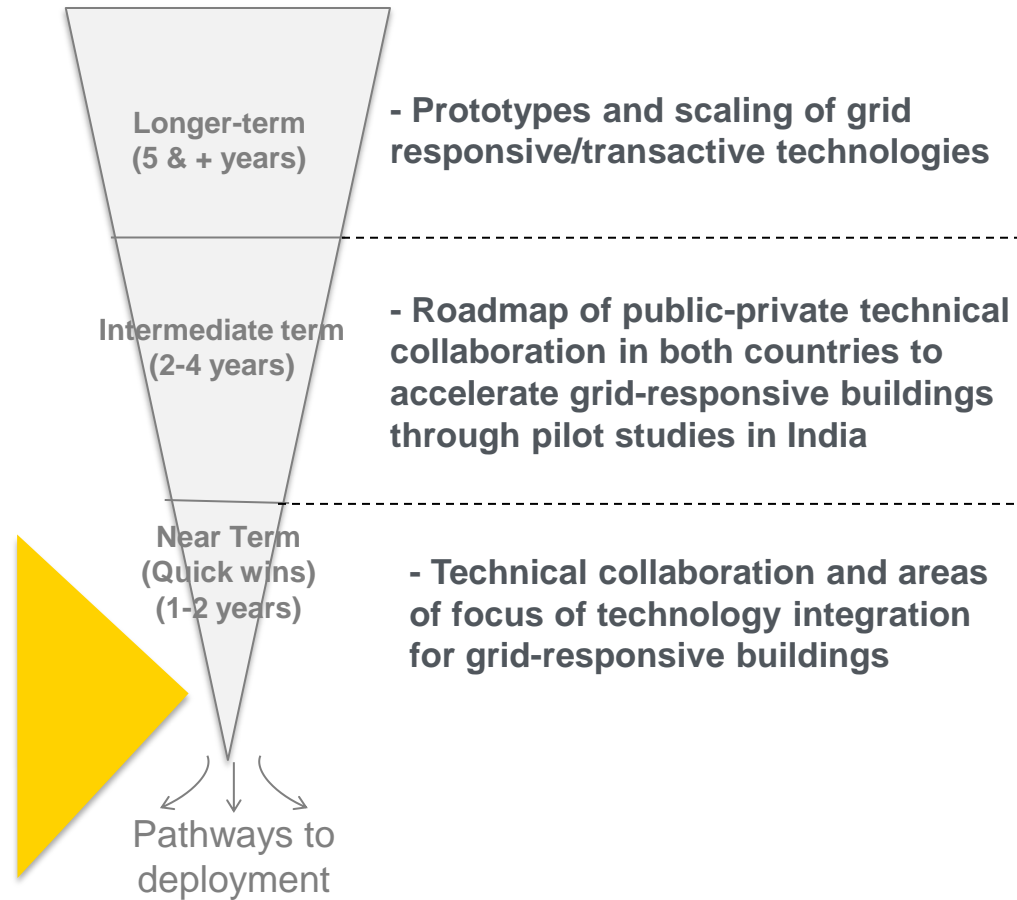 Longer-term
(5 & + years)
- Prototypes and scaling of grid
responsive/transactive technologies
Intermediate term
(2-4 years)
- Roadmap of public-private technical
collaboration in both countries to
accelerate grid-responsive buildings
through pilot studies in India
Near Term
(Quick wins)
(1-2 years)
- Technical collaboration and areas
of focus of technology integration
for grid-responsive buildings
Pathways to
deployment